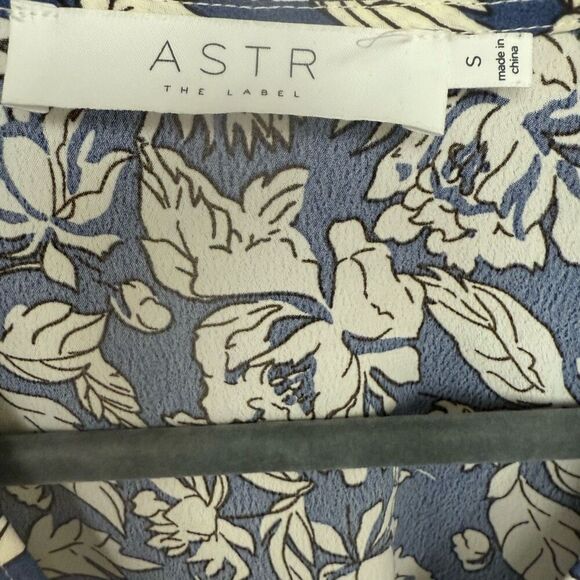 ASTR
THE LABEL
S
made in
china